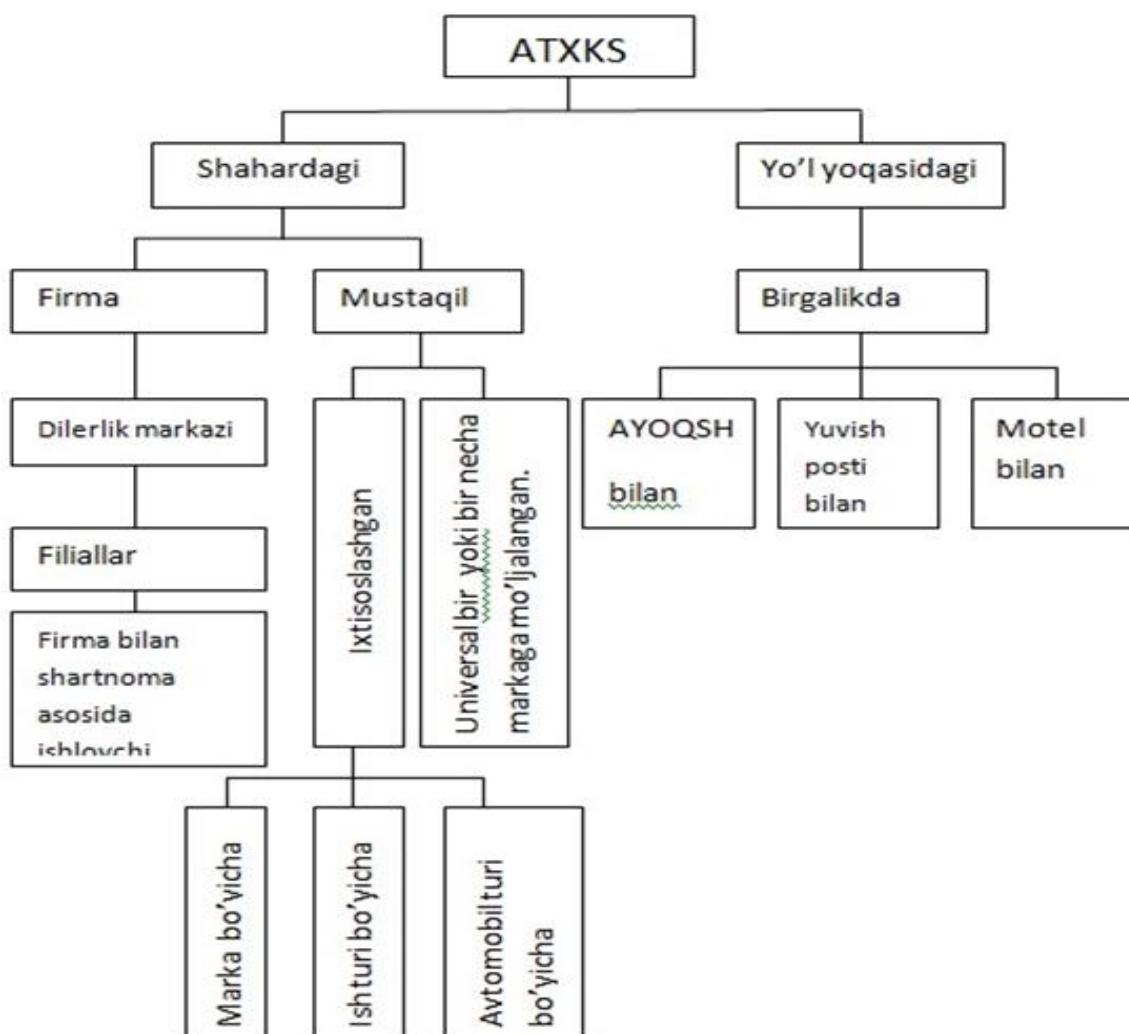 ATXKS
Shahardagi
Yo’l yoqasidagi
Firma
Mustaqil
Birgalikda
Dilerlik markazi
Filiallar
Firma bilan
shartnoma
asosida
ishlovchi
Ixtisoslashgan
Universal bir yoki bir necha
markaga mo’ljalangan.
AYOQSH
bilan
Yuvish
posti
bilan
Motel
bilan
Marka bo’yicha
Ish turi bo’yicha
Avtomobil turi
bo’yicha